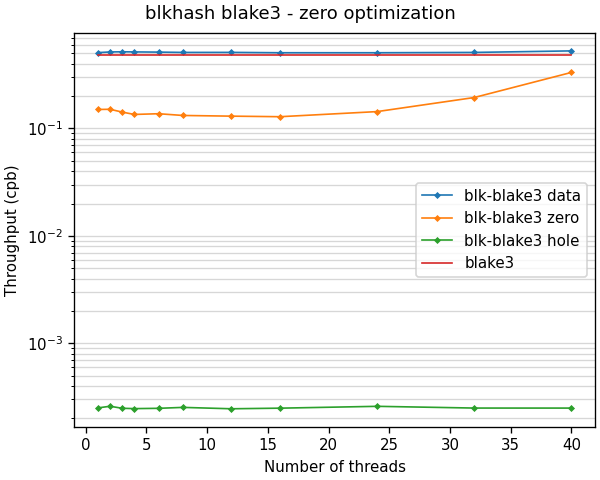 blkhash blake3 - zero optimization
Throughput (cpb)
10⁻¹
10⁻²
10⁻³
blk-blake3 data
blk-blake3 zero
blk-blake3 hole
blake3
0 5 10 15 20 25 30 35 40
Number of threads